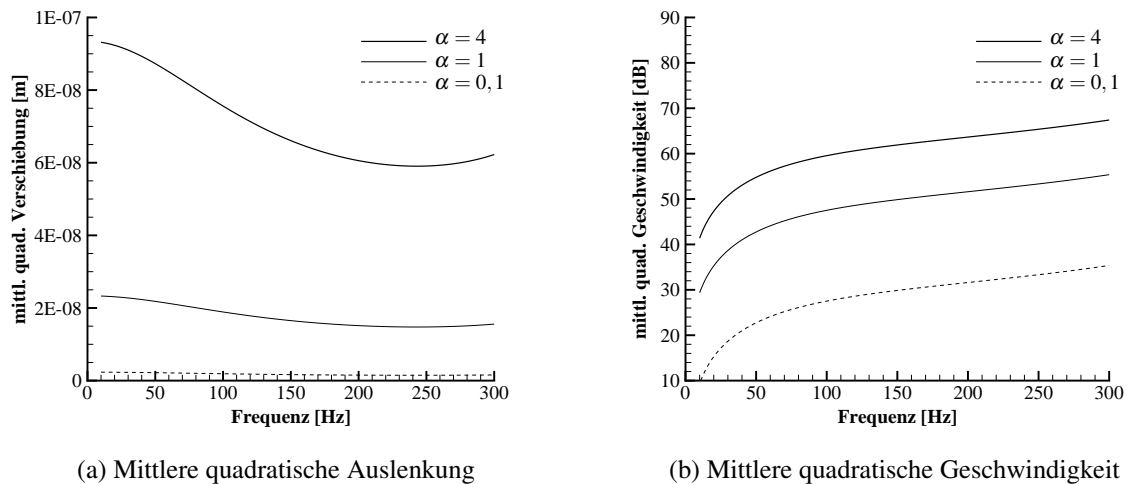 1E-07
8E-08
6E-08
4E-08
2E-08
0
mittl. quad. Verschiebung [m]
0 50 100 150 200 250 300
Frequenz [Hz]
α = 4
α = 1
α = 0,1
(a) Mittlere quadratische Auslenkung
90
80
70
60
50
40
30
20
10
mittl. quad. Geschwindigkeit [dB]
0 50 100 150 200 250 300
Frequenz [Hz]
α = 4
α = 1
α = 0,1
(b) Mittlere quadratische Geschwindigkeit